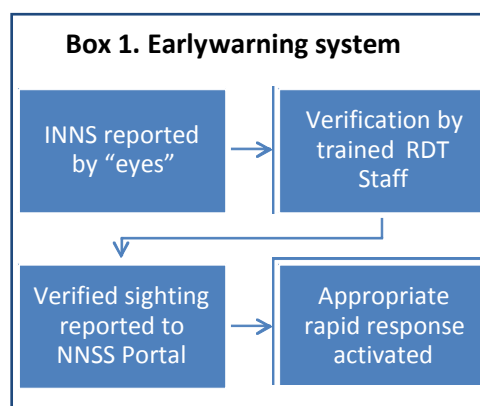 Box 1. Earlywarning system
INNS reported
by “eyes”
Verification by
trained RDT
Staff
Verified sighting
reported to
NNSS Portal
Appropriate
rapid response
activated